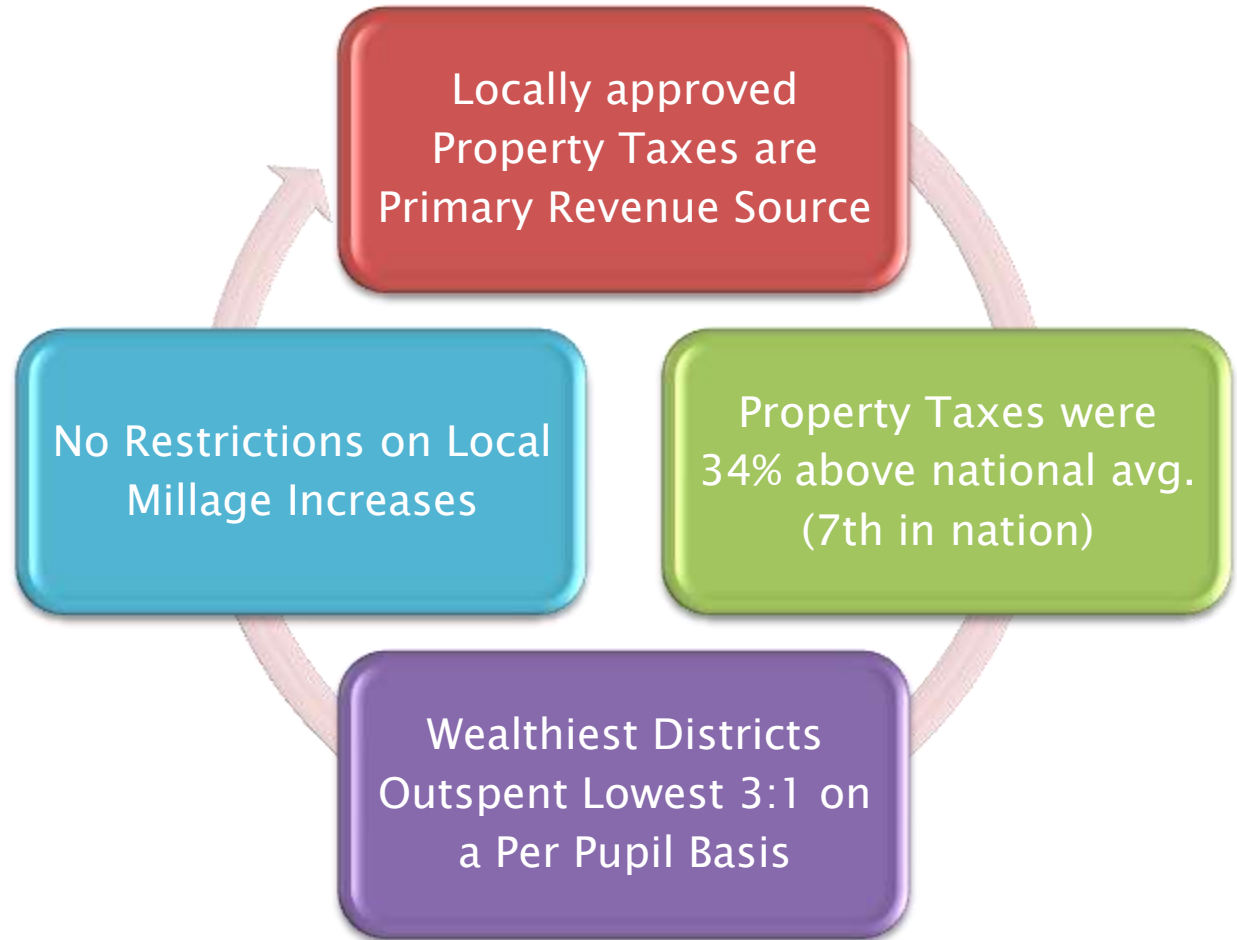 Locally approved
Property Taxes are
Primary Revenue Source
Property Taxes were
34% above national avg.
(7th in nation)
Wealthiest Districts
Outspent Lowest 3:1 on
a Per Pupil Basis
No Restrictions on Local
Millage Increases